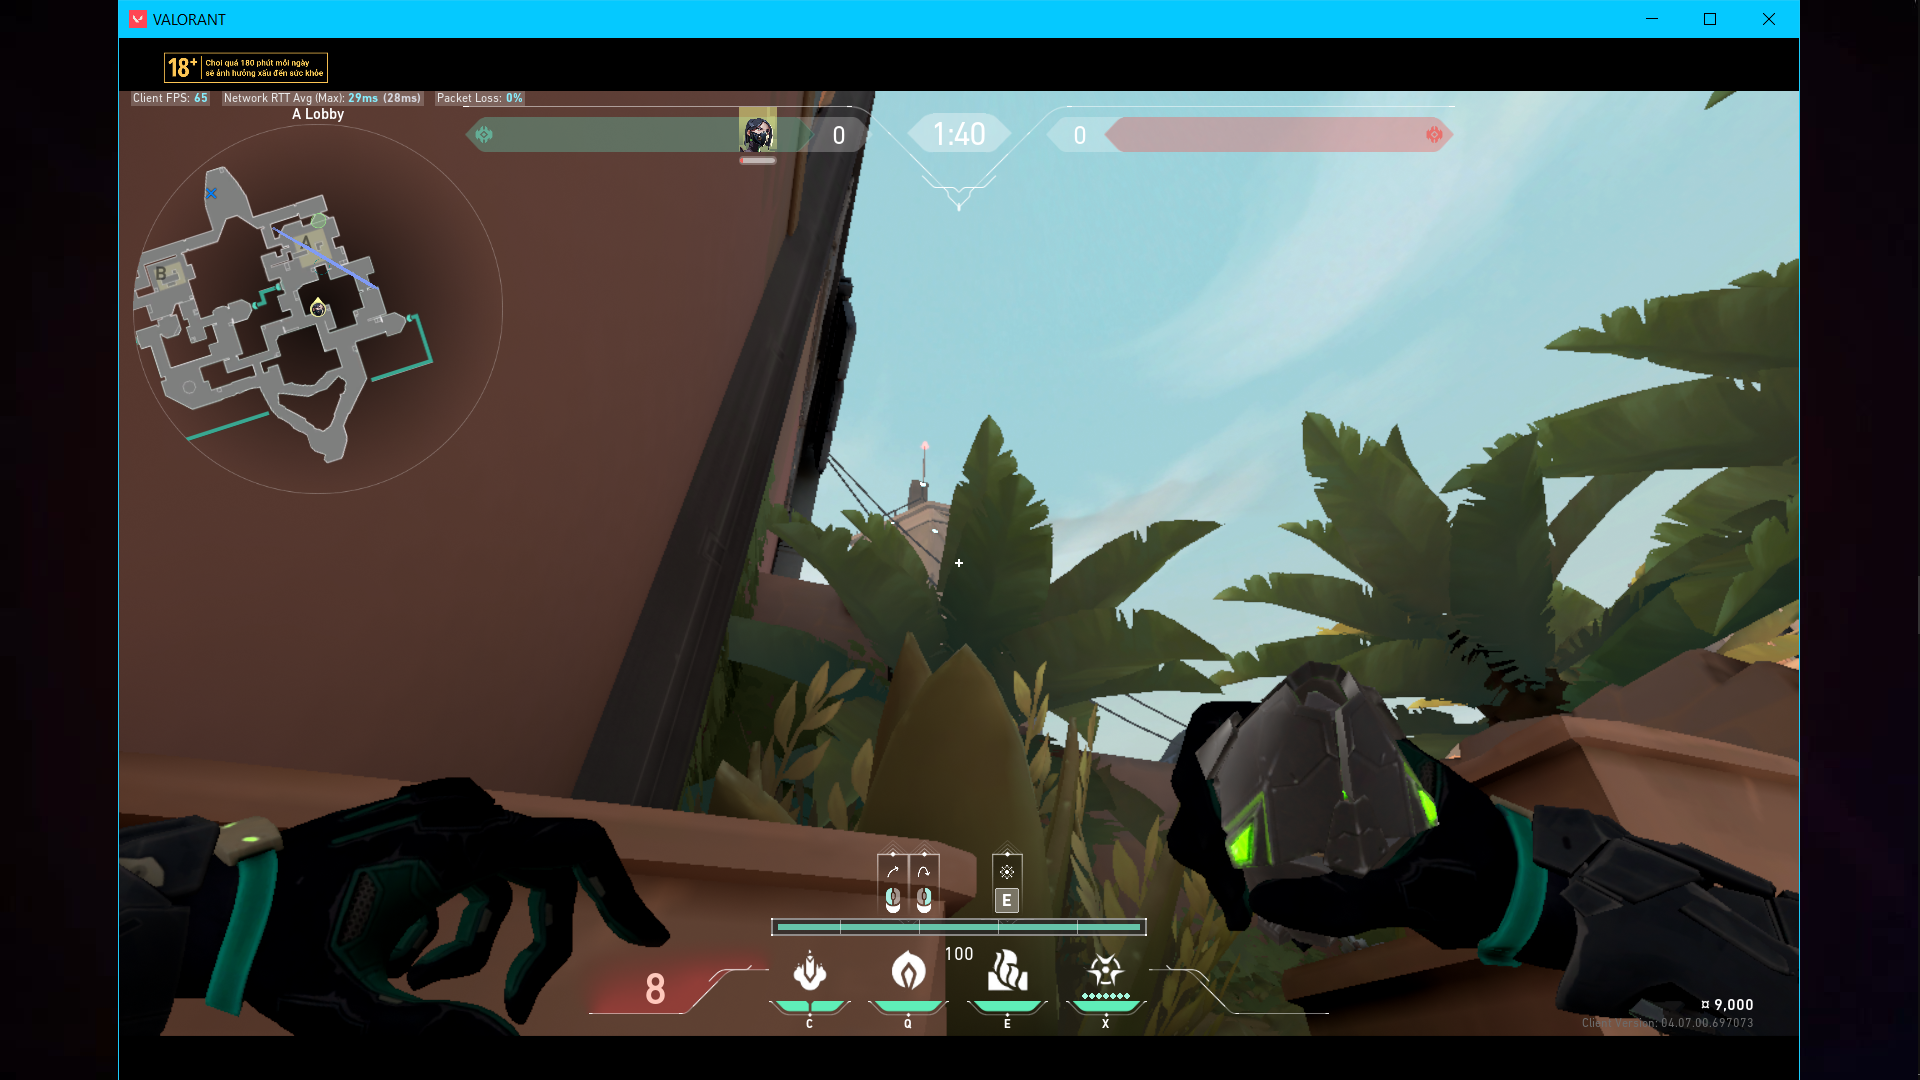 VALORANT
18+
Chơi quá 180 phút mỗi ngày
sẽ ảnh hưởng xấu đến sức khỏe
Client FPS: 65 Network RTT Avg (Max): 29ms (28ms) Packet Loss: 0%
A Lobby
0 1:40 0
A
B
E
100
8
C Q E X
¤ 9,000
Client Version: 04.07.00.697073